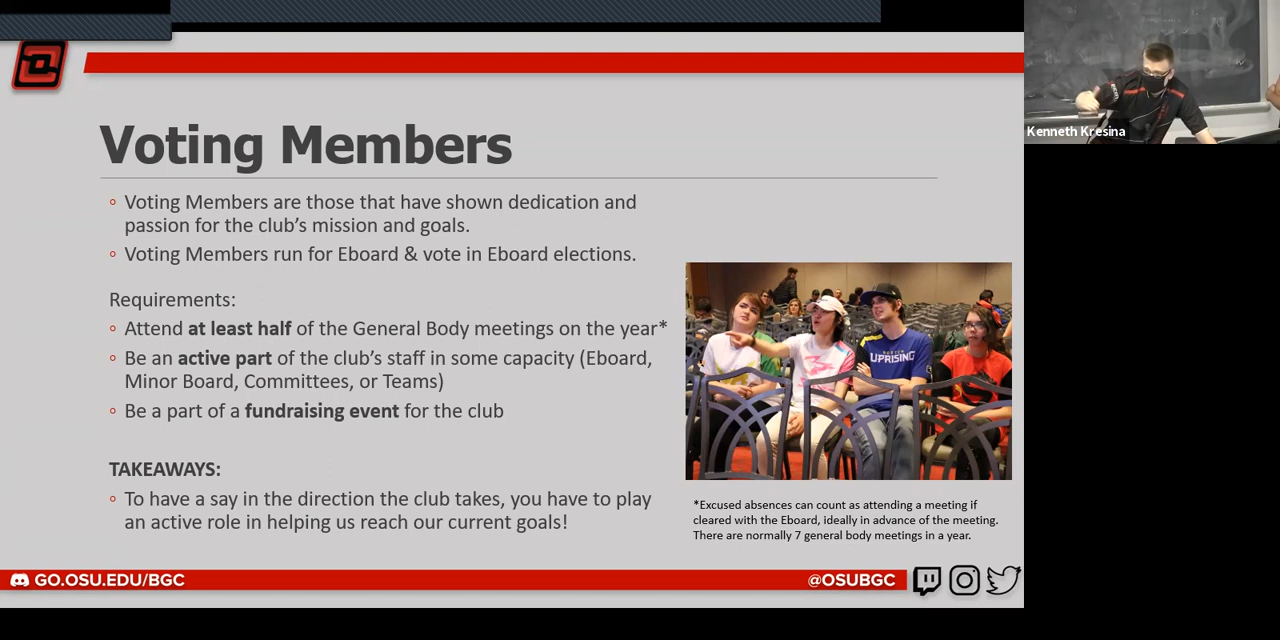 Kenneth Kresina
Voting Members
◦ Voting Members are those that have shown dedication and
passion for the club's mission and goals.
◦ Voting Members run for Eboard & vote in Eboard elections.
Requirements:
◦ Attend at least half of the General Body meetings on the year*
◦ Be an active part of the club's staff in some capacity (Eboard,
Minor Board, Committees, or Teams)
◦ Be a part of a fundraising event for the club
TAKEAWAYS:
◦ To have a say in the direction the club takes, you have to play
an active role in helping us reach our current goals!
UPRISING
*Excused absences can count as attending a meeting if
cleared with the Eboard, ideally in advance of the meeting.
There are normally 7 general body meetings in a year.
GO.OSU.EDU/BGC
@OSUBGC